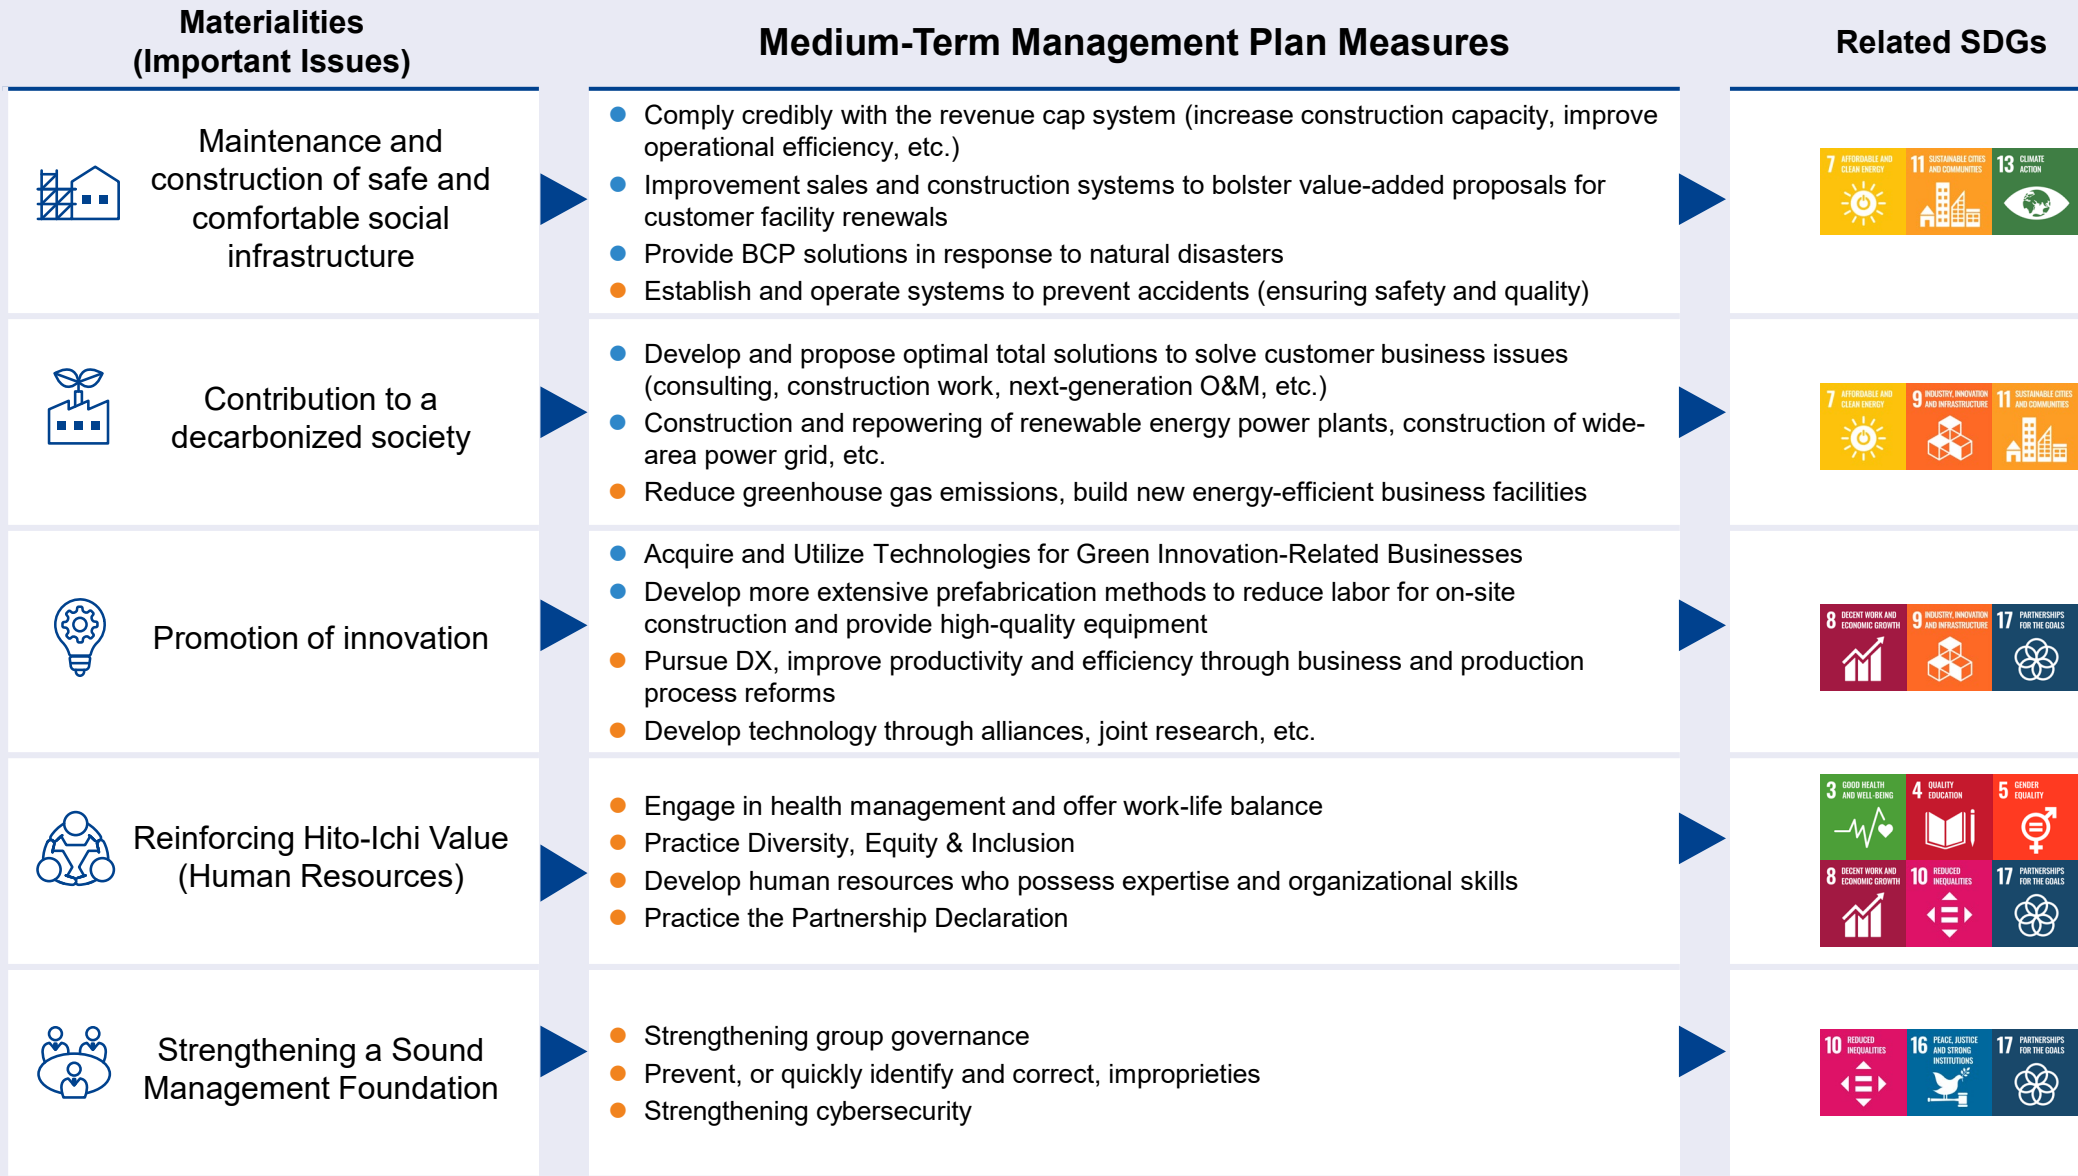 Materialities
(Important Issues)
Medium-Term Management Plan Measures
Related SDGs
Maintenance and
construction of safe and
comfortable social
infrastructure
Comply credibly with the revenue cap system (increase construction capacity, improve
operational efficiency, etc.)
Improvement sales and construction systems to bolster value-added proposals for
customer facility renewals
Provide BCP solutions in response to natural disasters
Establish and operate systems to prevent accidents (ensuring safety and quality)
7 AFFORDABLE AND
CLEAN ENERGY
11 SUSTAINABLE CITIES
AND COMMUNITIES
13 CLIMATE
ACTION
Contribution to a
decarbonized society
Develop and propose optimal total solutions to solve customer business issues
(consulting, construction work, next-generation O&M, etc.)
Construction and repowering of renewable energy power plants, construction of wide-
area power grid, etc.
Reduce greenhouse gas emissions, build new energy-efficient business facilities
7 AFFORDABLE AND
CLEAN ENERGY
9 INDUSTRY, INNOVATION
AND INFRASTRUCTURE
11 SUSTAINABLE CITIES
AND COMMUNITIES
Promotion of innovation
Acquire and Utilize Technologies for Green Innovation-Related Businesses
Develop more extensive prefabrication methods to reduce labor for on-site
construction and provide high-quality equipment
Pursue DX, improve productivity and efficiency through business and production
process reforms
Develop technology through alliances, joint research, etc.
8 DECENT WORK AND
ECONOMIC GROWTH
9 INDUSTRY, INNOVATION
AND INFRASTRUCTURE
17 PARTNERSHIPS
FOR THE GOALS
Reinforcing Hito-Ichi Value
(Human Resources)
Engage in health management and offer work-life balance
Practice Diversity, Equity & Inclusion
Develop human resources who possess expertise and organizational skills
Practice the Partnership Declaration
3 GOOD HEALTH
AND WELL-BEING
4 QUALITY
EDUCATION
5 GENDER
EQUALITY
8 DECENT WORK AND
ECONOMIC GROWTH
10 REDUCED
INEQUALITIES
17 PARTNERSHIPS
FOR THE GOALS
Strengthening a Sound
Management Foundation
Strengthening group governance
Prevent, or quickly identify and correct, improprieties
Strengthening cybersecurity
10 REDUCED
INEQUALITIES
16 PEACE, JUSTICE
AND STRONG
INSTITUTIONS
17 PARTNERSHIPS
FOR THE GOALS